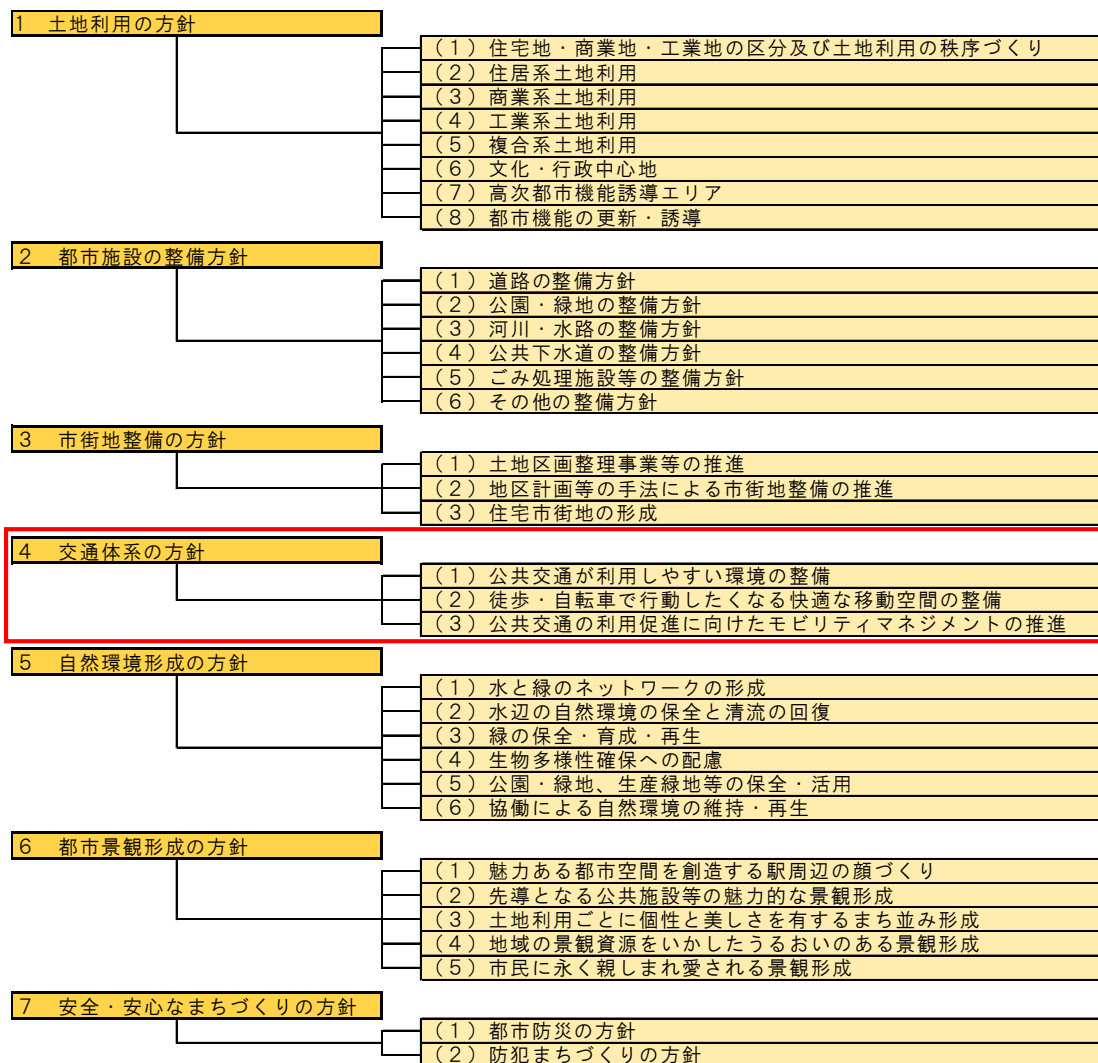 1　土地利用の方針
（１）住宅地・商業地・工業地の区分及び土地利用の秩序づくり
（２）住居系土地利用
（３）商業系土地利用
（４）工業系土地利用
（５）複合系土地利用
（６）文化・行政中心地
（７）高次都市機能誘導エリア
（８）都市機能の更新・誘導
2　都市施設の整備方針
（１）道路の整備方針
（２）公園・緑地の整備方針
（３）河川・水路の整備方針
（４）公共下水道の整備方針
（５）ごみ処理施設等の整備方針
（６）その他の整備方針
3　市街地整備の方針
（１）土地区画整理事業等の推進
（２）地区計画等の手法による市街地整備の推進
（３）住宅市街地の形成
4　交通体系の方針
（１）公共交通が利用しやすい環境の整備
（２）徒歩・自転車で行動したくなる快適な移動空間の整備
（３）公共交通の利用促進に向けたモビリティマネジメントの推進
5　自然環境形成の方針
（１）水と緑のネットワークの形成
（２）水辺の自然環境の保全と清流の回復
（３）緑の保全・育成・再生
（４）生物多様性確保への配慮
（５）公園・緑地、生産緑地等の保全・活用
（６）協働による自然環境の維持・再生
6　都市景観形成の方針
（１）魅力ある都市空間を創造する駅周辺の顔づくり
（２）先導となる公共施設等の魅力的な景観形成
（３）土地利用ごとに個性と美しさを有するまち並み形成
（４）地域の景観資源をいかしたうるおいのある景観形成
（５）市民に永く親しまれ愛される景観形成
7　安全・安心なまちづくりの方針
（１）都市防災の方針
（２）防犯まちづくりの方針